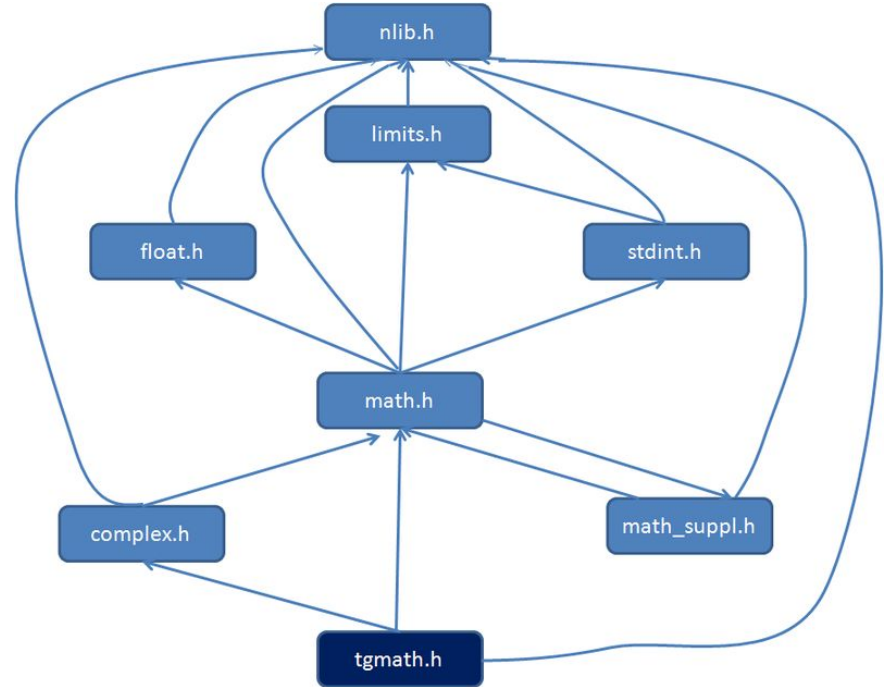 nlib.h
limits.h
float.h
stdint.h
math.h
complex.h
math_suppl.h
tgmath.h